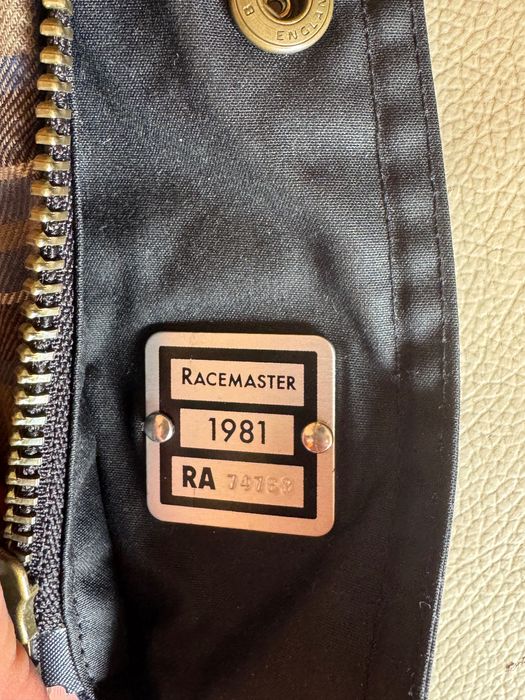 ENGLAND B
RACEMASTER
1981
RA